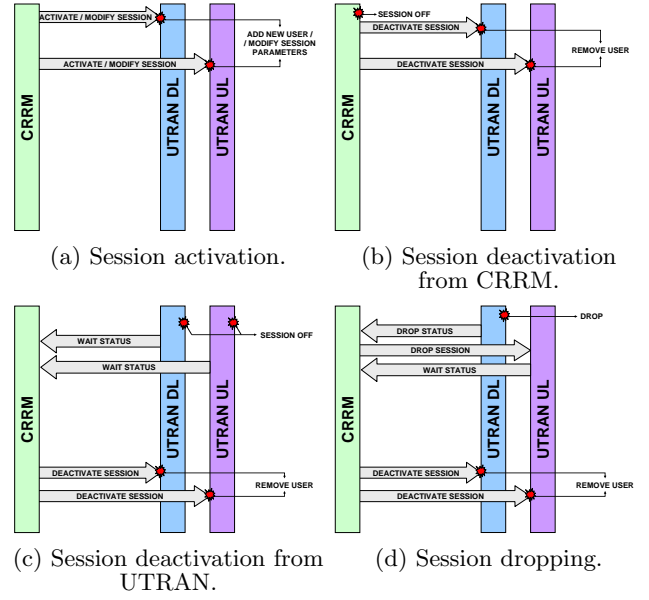 ACTIVATE / MODIFY SESSION
ADD NEW USER /
/ MODIFY SESSION
PARAMETERS
ACTIVATE / MODIFY SESSION
CRRM
UTRAN DL
UTRAN UL
(a) Session activation.
SESSION OFF
DEACTIVATE SESSION
REMOVE USER
DEACTIVATE SESSION
CRRM
UTRAN DL
UTRAN UL
(b) Session deactivation
from CRRM.
SESSION OFF
WAIT STATUS
WAIT STATUS
CRRM
UTRAN DL
UTRAN UL
DEACTIVATE SESSION
REMOVE USER
DEACTIVATE SESSION
(c) Session deactivation from
UTRAN.
DROP
DROP STATUS
DROP SESSION
WAIT STATUS
CRRM
UTRAN DL
UTRAN UL
DEACTIVATE SESSION
REMOVE USER
DEACTIVATE SESSION
(d) Session dropping.